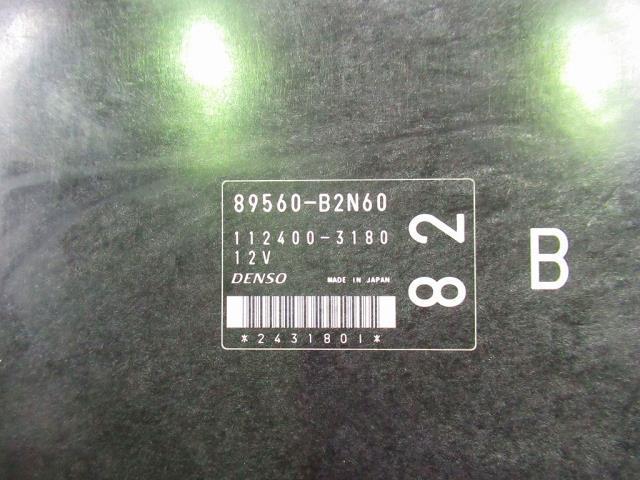 89560-B2N60
112400-3180
12V
DENSO MADE IN JAPAN
*2431801*
82
B